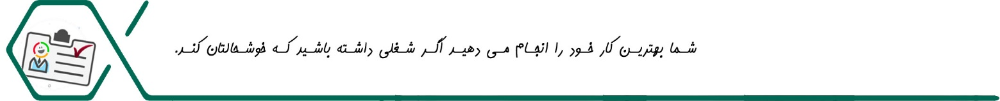 شما بهترین کار خود را انجام می دهید اگر شغلی داشته باشید که خوشحالتان کند.